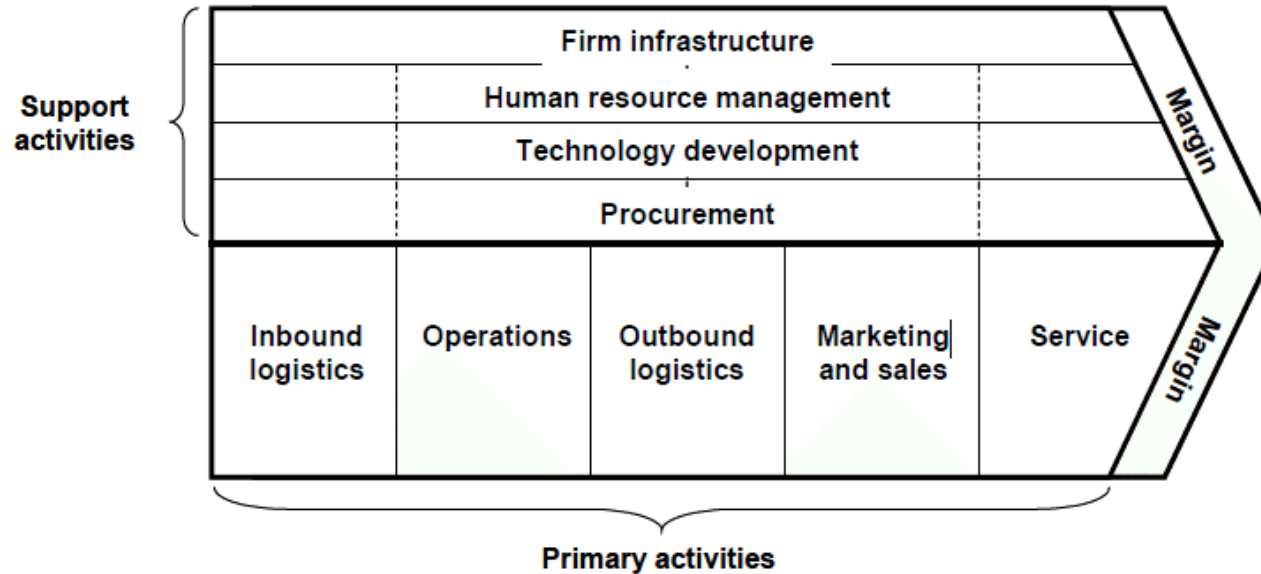 Firm infrastructure
Support
activities
Human resource management
Technology development
Procurement
Margin
Inbound
logistics
Operations
Outbound
logistics
Marketing
and sales
Service
Margin
Primary activities